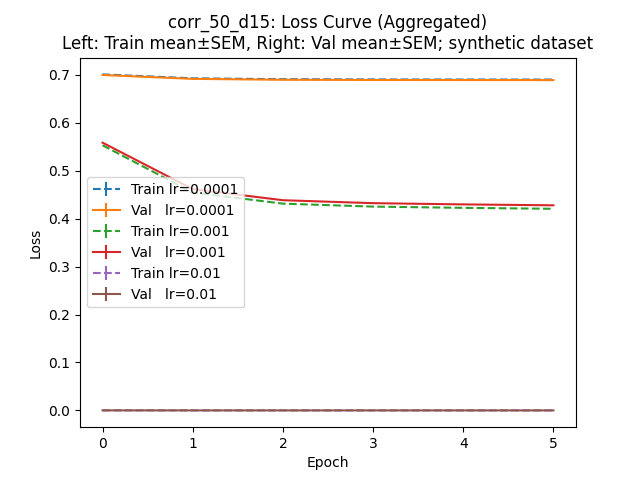 corr_50_d15: Loss Curve (Aggregated)
Left: Train mean±SEM, Right: Val mean±SEM; synthetic dataset
0.7
0.6
0.5
0.4
0.3
0.2
0.1
0.0
Loss
Train lr=0.0001
Val lr=0.0001
Train lr=0.001
Val lr=0.001
Train lr=0.01
Val lr=0.01
0 1 2 3 4 5
Epoch